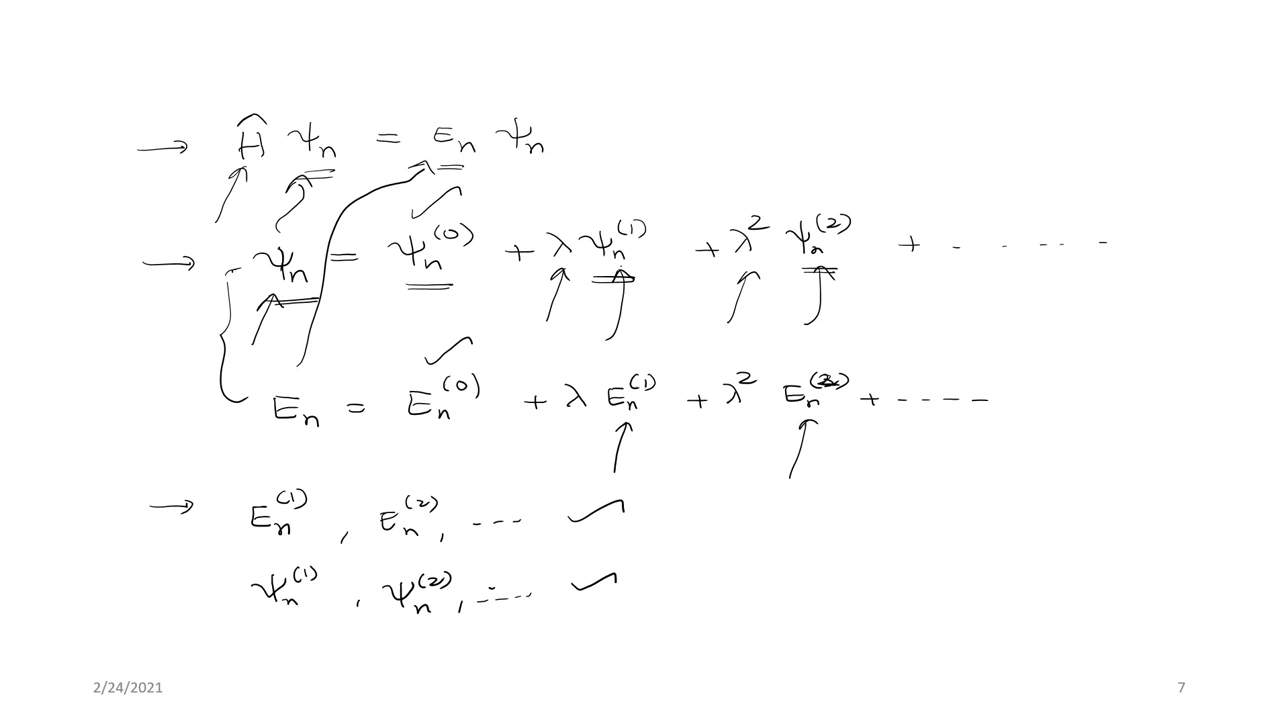 → Ĥ ψₙ = Eₙ ψₙ
→ ψₙ = ψₙ⁽⁰⁾ + λ ψₙ⁽¹⁾ + λ² ψₙ⁽²⁾ + - - - - -
Eₙ = Eₙ⁽⁰⁾ + λ Eₙ⁽¹⁾ + λ² Eₙ⁽²⁾ + - - - -
→ Eₙ⁽¹⁾ , Eₙ⁽²⁾ , - - - ✓
ψₙ⁽¹⁾ , ψₙ⁽²⁾ , - - - - ✓
2/24/2021
7